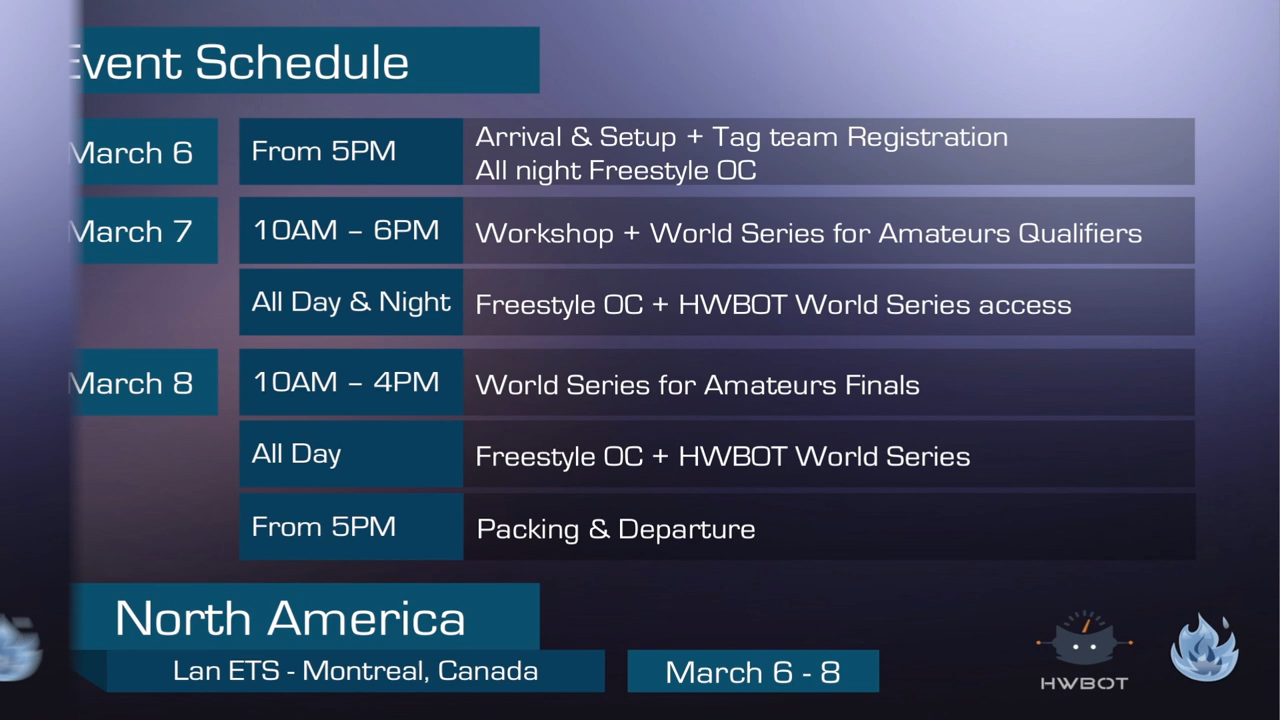 Event Schedule
March 6
From 5PM
Arrival & Setup + Tag team Registration
All night Freestyle OC
March 7
10AM – 6PM
Workshop + World Series for Amateurs Qualifiers
All Day & Night
Freestyle OC + HWBOT World Series access
March 8
10AM – 4PM
World Series for Amateurs Finals
All Day
Freestyle OC + HWBOT World Series
From 5PM
Packing & Departure
North America
Lan ETS - Montreal, Canada
March 6 - 8
HWBOT